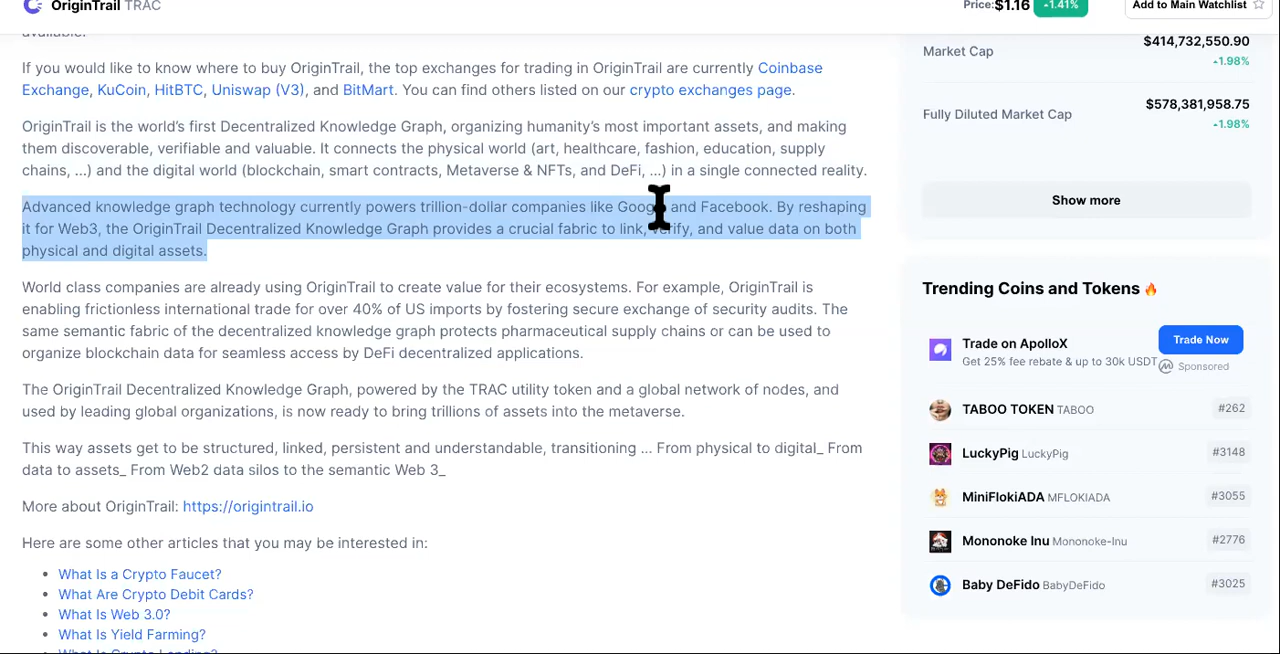 OriginTrail TRAC
Price: $1.16 -1.41%
Add to Main Watchlist
available.
If you would like to know where to buy OriginTrail, the top exchanges for trading in OriginTrail are currently Coinbase
Exchange, KuCoin, HitBTC, Uniswap (V3), and BitMart. You can find others listed on our crypto exchanges page.
OriginTrail is the world's first Decentralized Knowledge Graph, organizing humanity's most important assets, and making
them discoverable, verifiable and valuable. It connects the physical world (art, healthcare, fashion, education, supply
chains, ...) and the digital world (blockchain, smart contracts, Metaverse & NFTs, and DeFi, ...) in a single connected reality.
Advanced knowledge graph technology currently powers trillion-dollar companies like Google and Facebook. By reshaping
it for Web3, the OriginTrail Decentralized Knowledge Graph provides a crucial fabric to link, verify, and value data on both
physical and digital assets.
World class companies are already using OriginTrail to create value for their ecosystems. For example, OriginTrail is
enabling frictionless international trade for over 40% of US imports by fostering secure exchange of security audits. The
same semantic fabric of the decentralized knowledge graph protects pharmaceutical supply chains or can be used to
organize blockchain data for seamless access by DeFi decentralized applications.
The OriginTrail Decentralized Knowledge Graph, powered by the TRAC utility token and a global network of nodes, and
used by leading global organizations, is now ready to bring trillions of assets into the metaverse.
This way assets get to be structured, linked, persistent and understandable, transitioning ... From physical to digital_ From
data to assets_ From Web2 data silos to the semantic Web 3_
More about OriginTrail: https://origintrail.io
Here are some other articles that you may be interested in:
• What Is a Crypto Faucet?
• What Are Crypto Debit Cards?
• What Is Web 3.0?
• What Is Yield Farming?
Market Cap
$414,732,550.90
1.98%
Fully Diluted Market Cap
$578,381,958.75
1.98%
Show more
Trending Coins and Tokens
Trade on ApolloX
Get 25% fee rebate & up to 30k USDT
Trade Now
Sponsored
TABOO TOKEN TABOO #262
LuckyPig LuckyPig #3148
MiniFlokiADA MFLOKIADA #3055
Mononoke Inu Mononoke-Inu #2776
Baby DeFido BabyDeFido #3025